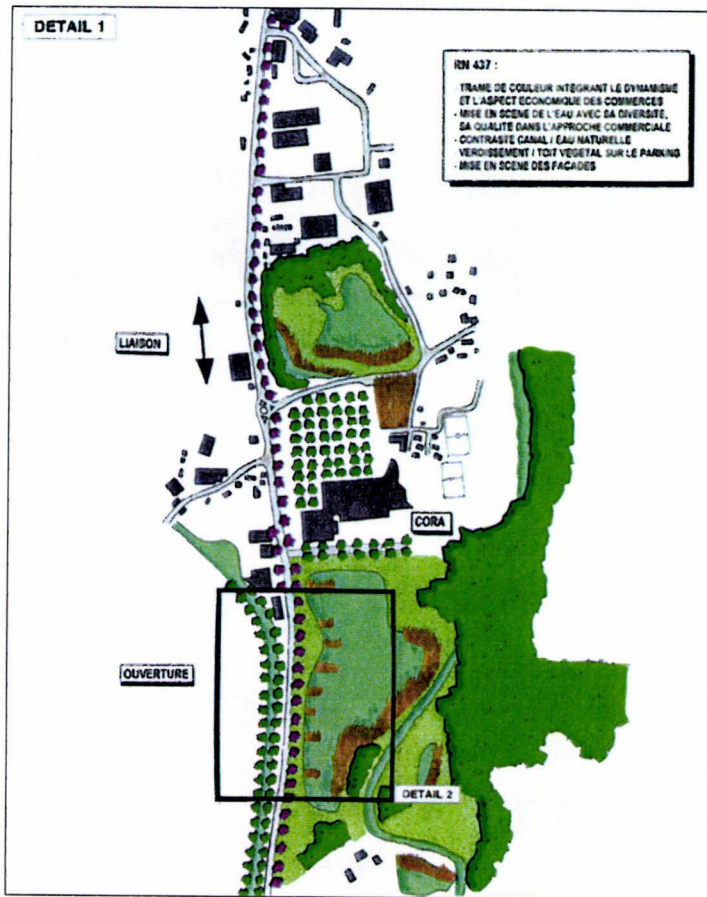 DETAIL 1
RN 437 :
- TRAME DE COULEUR INTEGRANT LE DYNAMISME
ET L'ASPECT ECONOMIQUE DES COMMERCES
- MISE EN SCENE DE L'EAU AVEC SA DIVERSITE,
SA QUALITE DANS L'APPROCHE COMMERCIALE
- CONTRASTE CANAL / EAU NATURELLE
VERDISSEMENT / TOIT VEGETAL SUR LE PARKING
- MISE EN SCENE DES FACADES
LIAISON
CORA
OUVERTURE
DETAIL 2